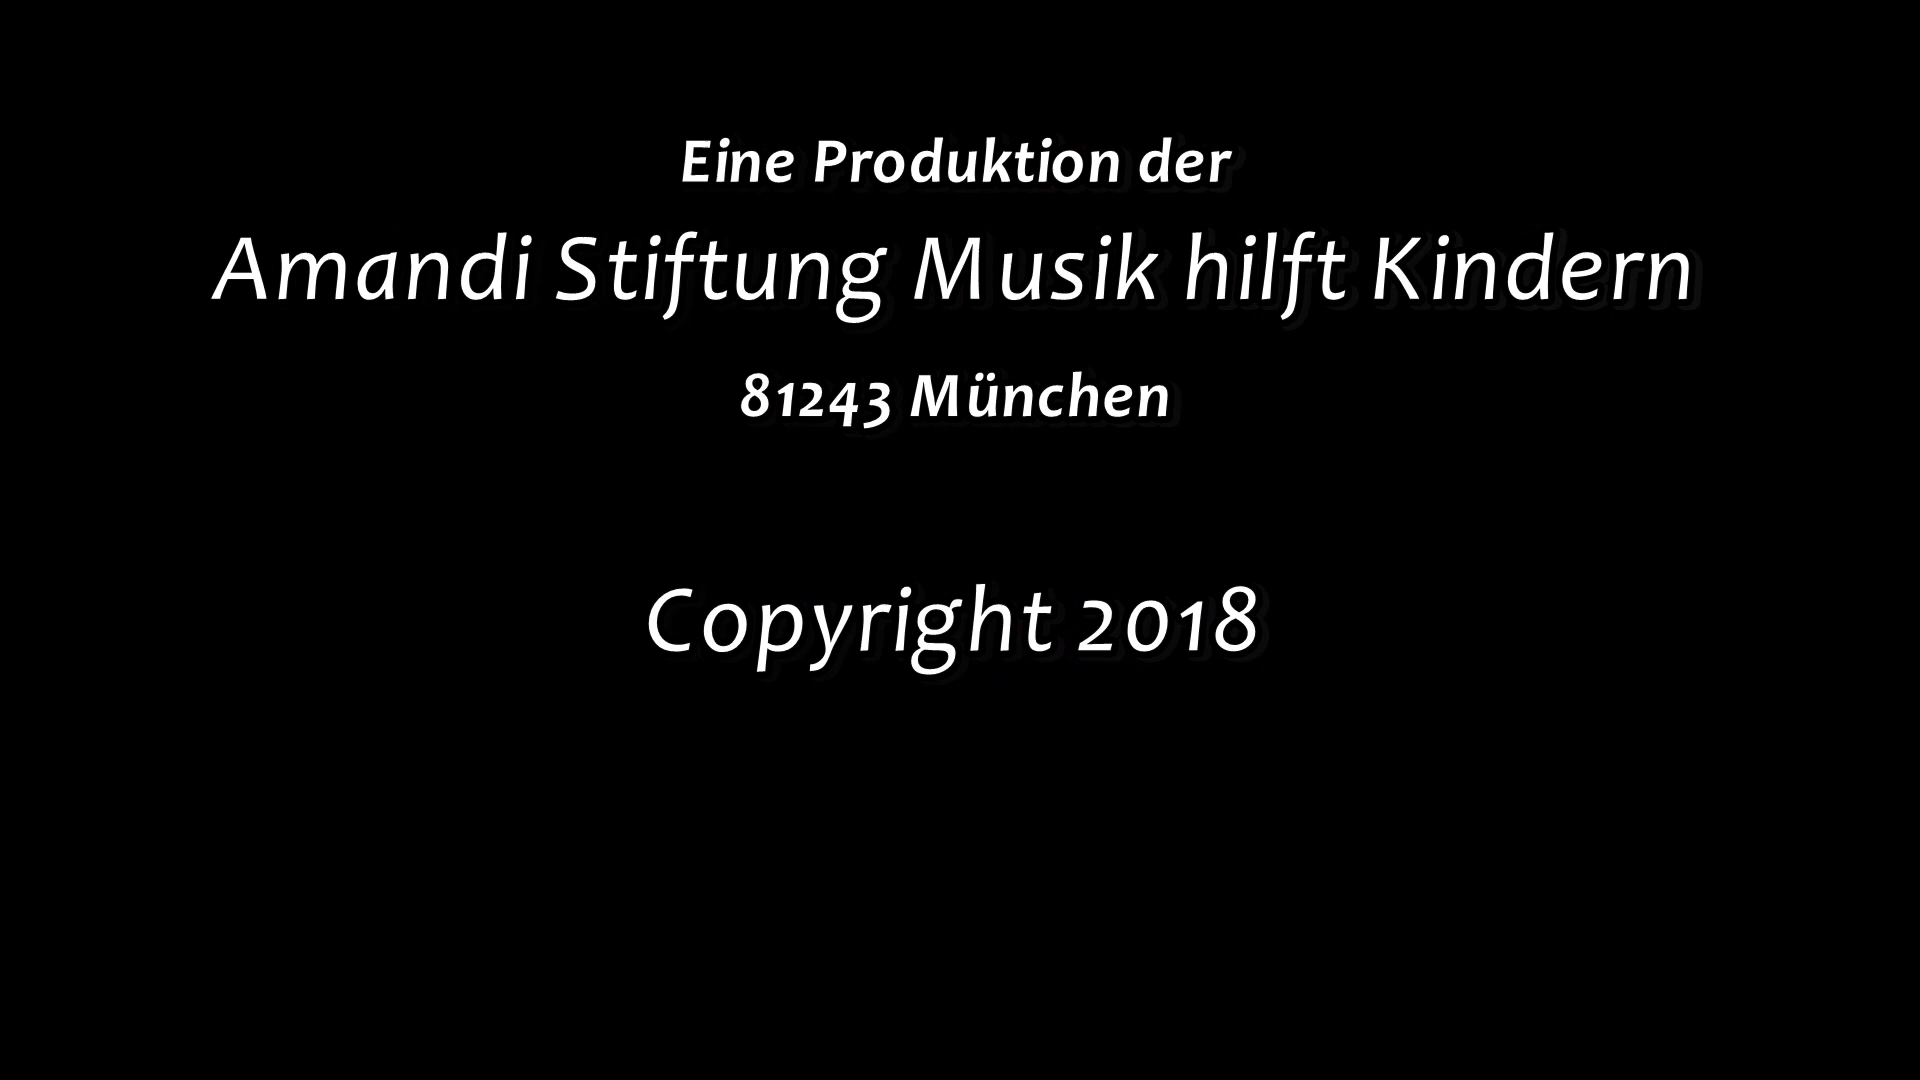 Eine Produktion der
Amandi Stiftung Musik hilft Kindern
81243 München
Copyright 2018